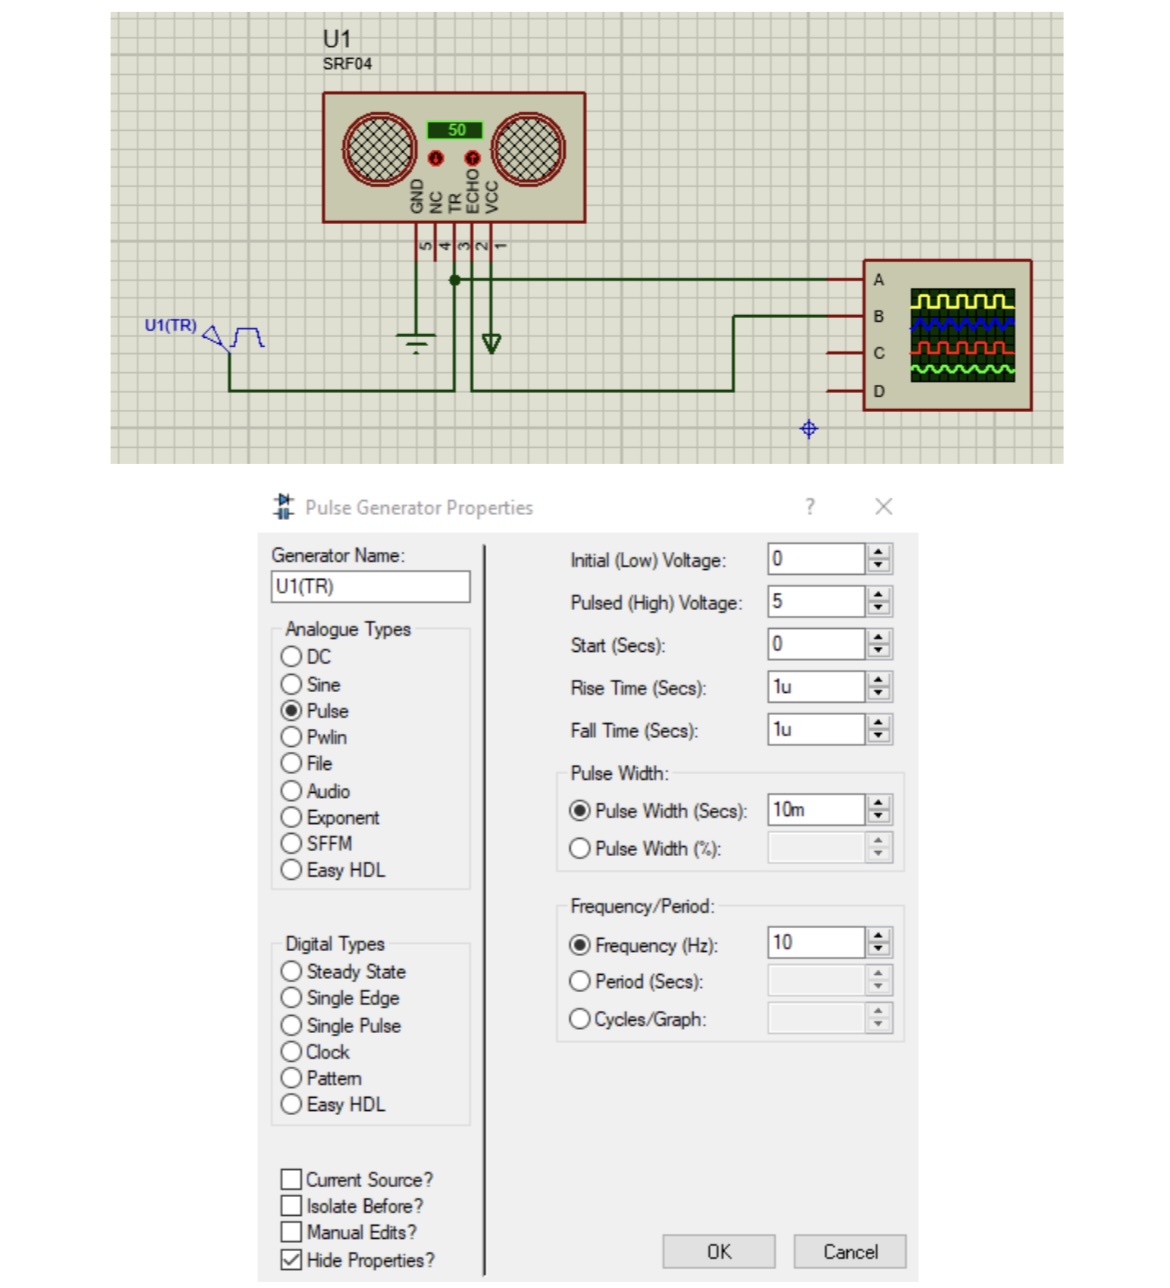 U1
SRF04
50
GND
NC
TR
ECHO
VCC
5
4
3
2
1
U1(TR)
A
B
C
D
Pulse Generator Properties
?
Generator Name:
U1(TR)
Analogue Types
DC
Sine
Pulse
Pwlin
File
Audio
Exponent
SFFM
Easy HDL
Digital Types
Steady State
Single Edge
Single Pulse
Clock
Pattern
Easy HDL
Current Source?
Isolate Before?
Manual Edits?
Hide Properties?
Initial (Low) Voltage: 0
Pulsed (High) Voltage: 5
Start (Secs): 0
Rise Time (Secs): 1u
Fall Time (Secs): 1u
Pulse Width:
Pulse Width (Secs): 10m
Pulse Width (%):
Frequency/Period:
Frequency (Hz): 10
Period (Secs):
Cycles/Graph:
OK
Cancel